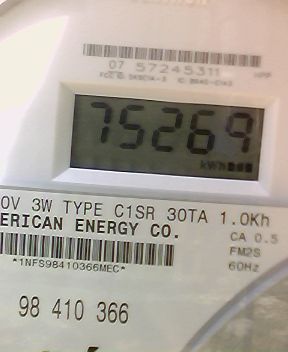 07 57245311
75269
kWh
0V 3W TYPE C1SR 30TA 1.0Kh
ERICAN ENERGY CO.
CA 0.5
FM2S
60Hz
*1NFS98410366MEC*
98 410 366